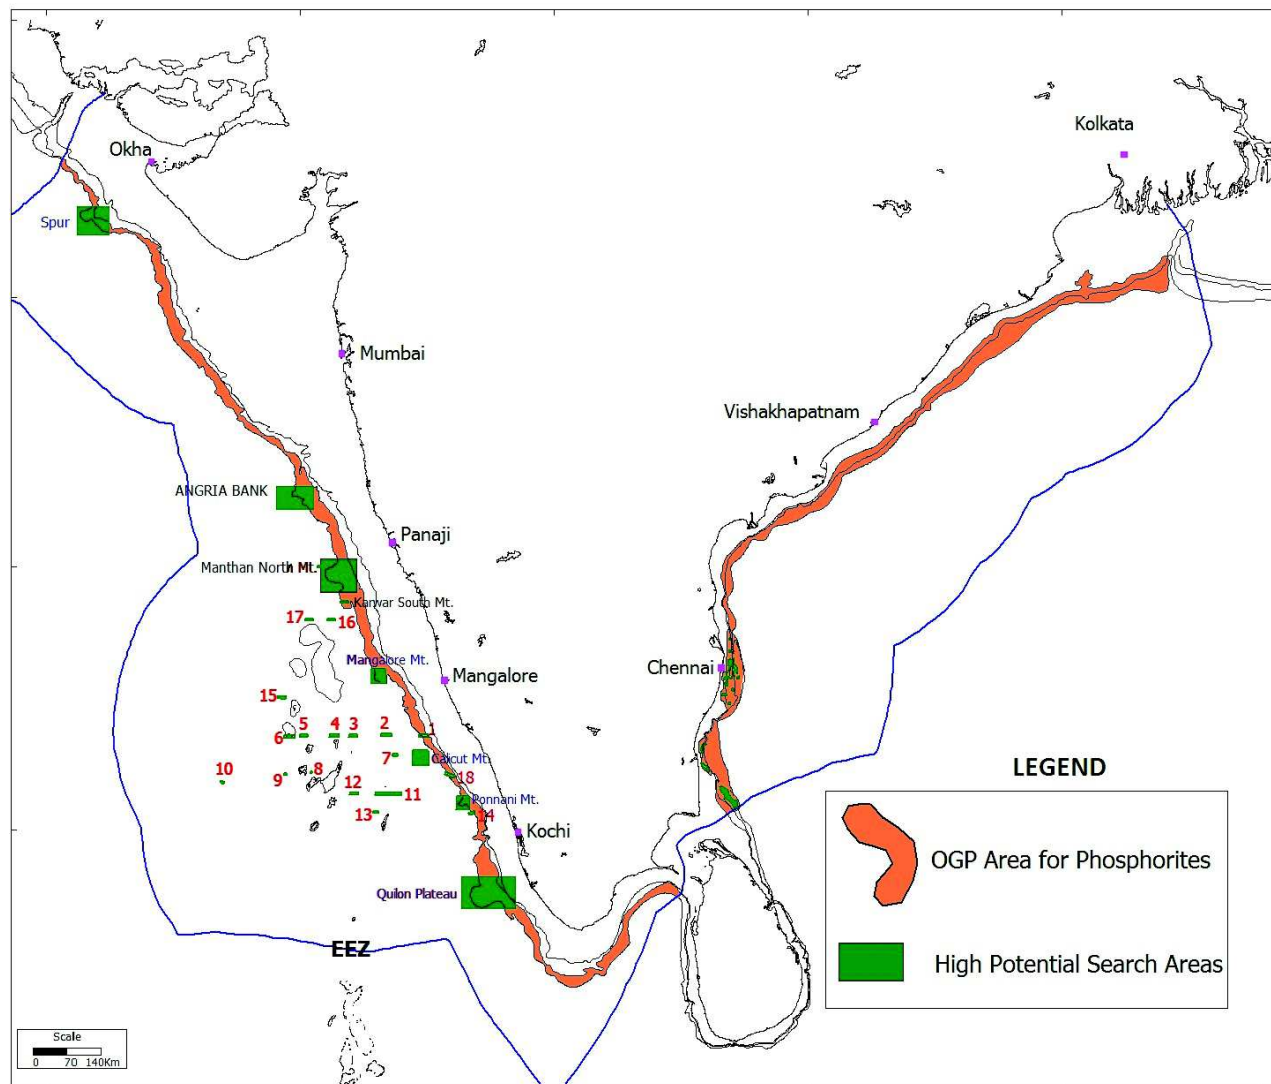 Kolkata
Okha
Spur
Mumbai
Vishakhapatnam
ANGRIA BANK
Panaji
Manthan North Mt.
Karwar South Mt.
17
16
Mangalore Mt.
Chennai
Mangalore
15
6
5
4
3
2
1
7
Calicut Mt.
LEGEND
10
9
8
18
12
11
Ponnani Mt.
13
14
Kochi
OGP Area for Phosphorites
Quilon Plateau
EEZ
High Potential Search Areas
Scale
0 70 140Km